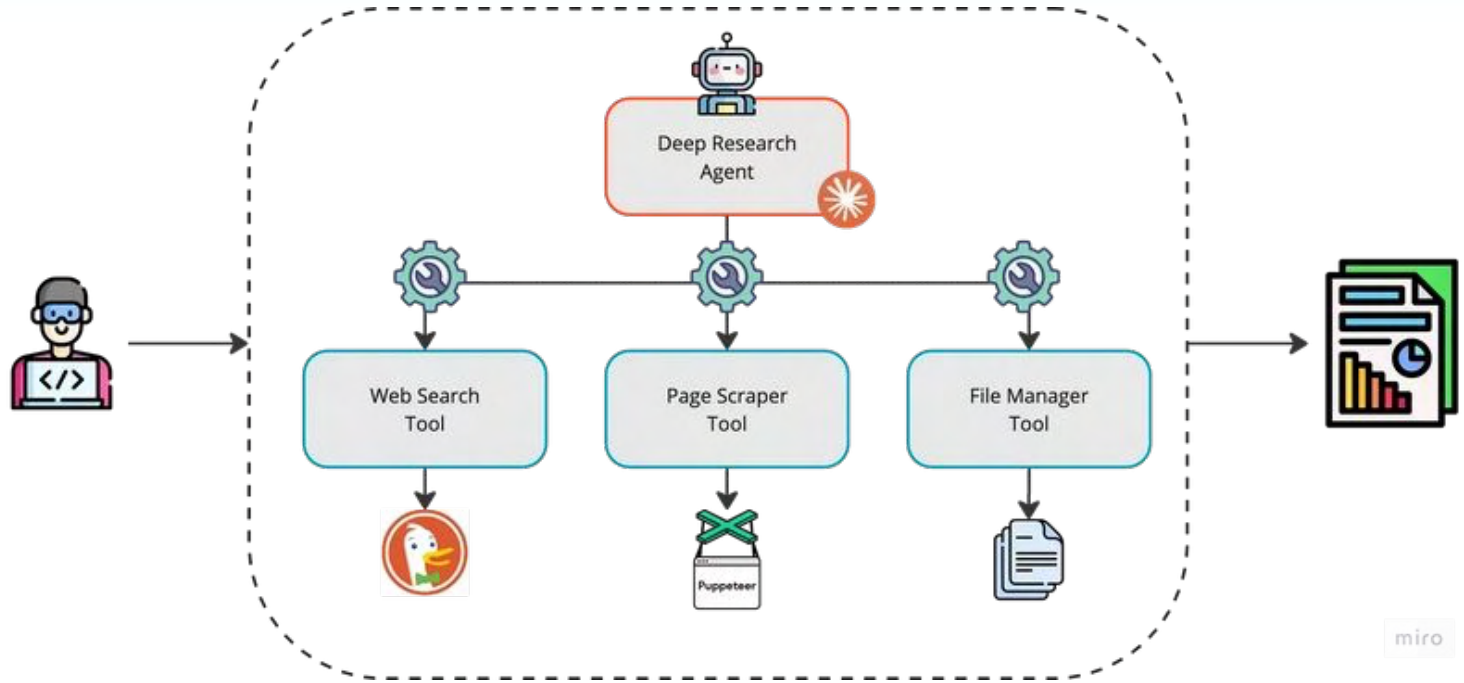 Deep Research
Agent
Web Search
Tool
Page Scraper
Tool
File Manager
Tool
</>
Puppeteer
miro